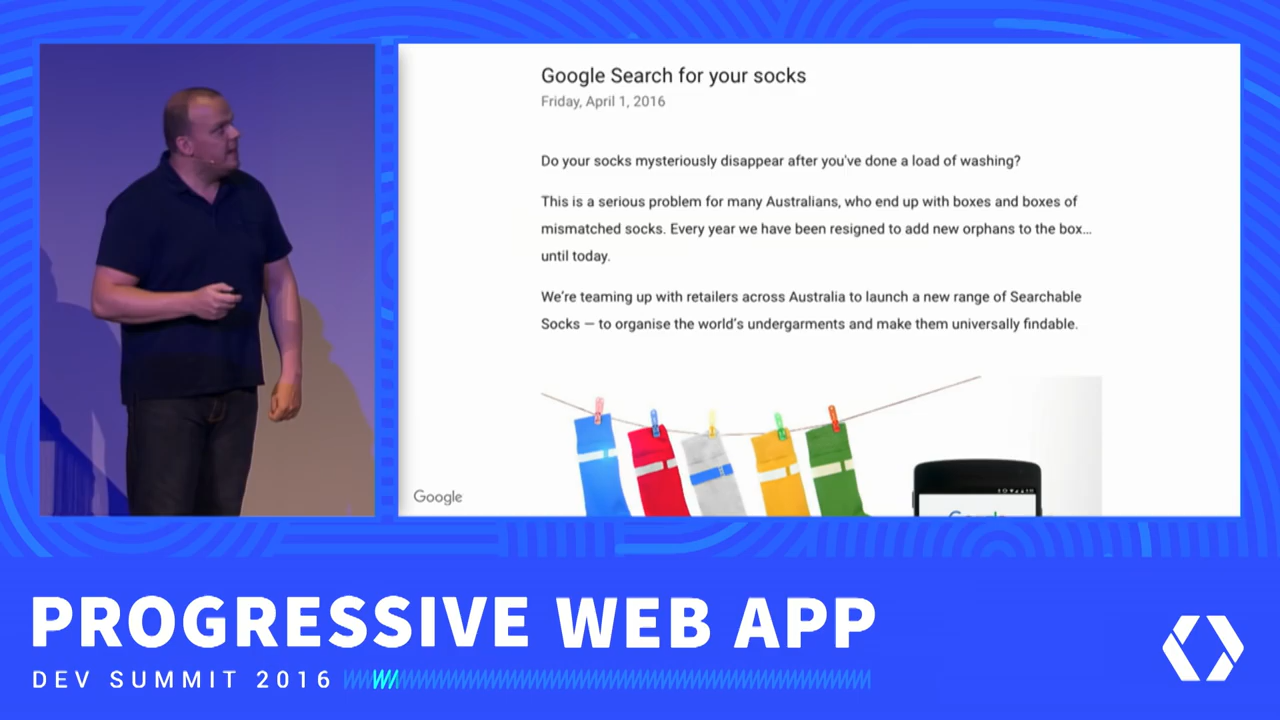 Google Search for your socks
Friday, April 1, 2016
Do your socks mysteriously disappear after you've done a load of washing?
This is a serious problem for many Australians, who end up with boxes and boxes of
mismatched socks. Every year we have been resigned to add new orphans to the box…
until today.
We’re teaming up with retailers across Australia to launch a new range of Searchable
Socks — to organise the world’s undergarments and make them universally findable.
Google
Google
PROGRESSIVE WEB APP
DEV SUMMIT 2016